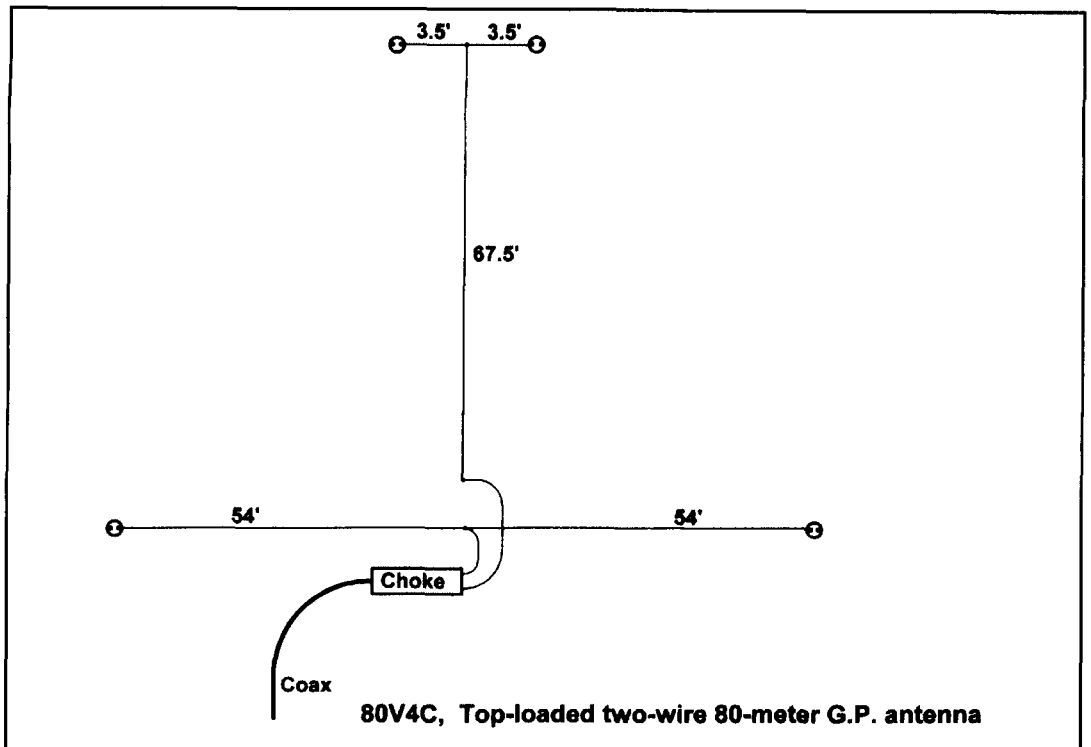 3.5' 3.5'
67.5'
54' 54'
Choke
Coax
80V4C, Top-loaded two-wire 80-meter G.P. antenna